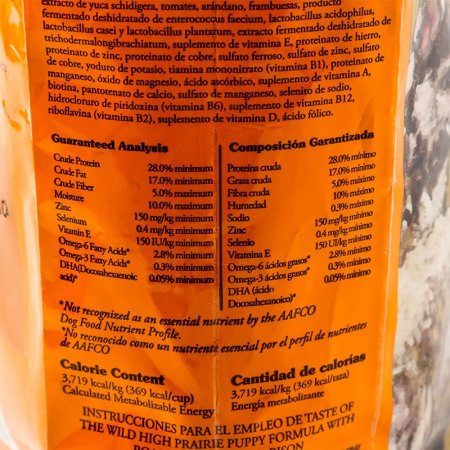 extracto de yuca schidigera, tomates, arándano, frambuesas, producto
fermentado deshidratado de enterococcus faecium, lactobacillus acidophilus,
lactobacillus casei y lactobacillus plantarum, extracto fermentado deshidratado de
trichodermalongibrachiatum, suplemento de vitamina E, proteinato de hierro,
proteinato de zinc, proteinato de cobre, sulfato ferroso, sulfato de zinc, sulfato
de cobre, yoduro de potasio, tiamina mononitrato (vitamina B1), proteinato de
manganeso, óxido de magnesio, ácido ascórbico, suplemento de vitamina A,
biotina, pantotenato de calcio, sulfato de manganeso, selenito de sodio,
hidrocloruro de piridoxina (vitamina B6), suplemento de vitamina B12,
riboflavina (vitamina B2), suplemento de vitamina D, ácido fólico.
Guaranteed Analysis
Crude Protein 28.0% minimum
Crude Fat 17.0% minimum
Crude Fiber 5.0% maximum
Moisture 10.0% maximum
Zinc 150 mg/kg minimum
Selenium 0.4 mg/kg minimum
Vitamin E 150 IU/kg minimum
Omega-6 Fatty Acids* 2.8% minimum
Omega-3 Fatty Acids* 0.3% minimum
DHA(Docosahexaenoic
acid)* 0.05% minimum
Composición Garantizada
Proteína cruda 28.0% mínimo
Grasa cruda 17.0% mínimo
Fibra cruda 5.0% máximo
Humedad 10% máximo
Sodio 0.3% mínimo
Zinc 150 mg/kg mínimo
Selenio 0.4 mg/kg mínimo
Vitamina E 150 UI/kg mínimo
Omega-6 ácidos grasos* 2.8% mínimo
Omega-3 ácidos grasos* 0.3% mínimo
DHA (ácido 0.05% mínimo
Docosahexanoico)*
*Not recognized as an essential nutrient by the AAFCO
Dog Food Nutrient Profile.
*No reconocido como un nutriente esencial por el perfil de nutrientes
de AAFCO
Calorie Content
3,719 kcal/kg (369 kcal/cup)
Calculated Metabolizable Energy
Cantidad de calorías
3,719 kcal/kg (369 kcal/taza)
Energía metabolizante
INSTRUCCIONES PARA EL EMPLEO DE TASTE OF
THE WILD HIGH PRAIRIE PUPPY FORMULA WITH